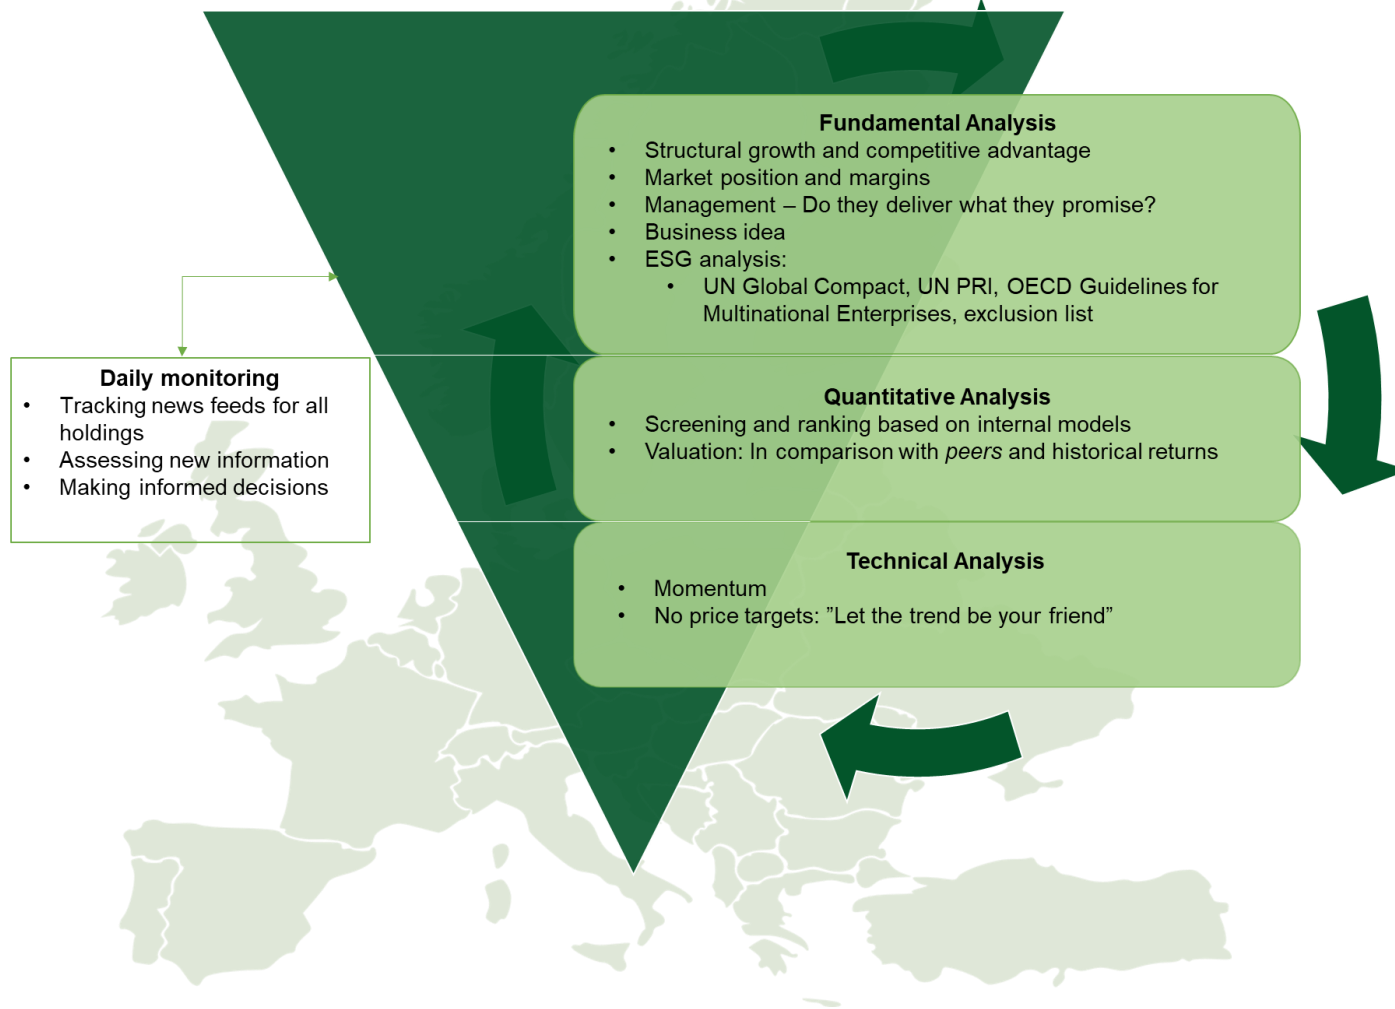 Fundamental Analysis
• Structural growth and competitive advantage
• Market position and margins
• Management – Do they deliver what they promise?
• Business idea
• ESG analysis:
• UN Global Compact, UN PRI, OECD Guidelines for
Multinational Enterprises, exclusion list
Daily monitoring
• Tracking news feeds for all
holdings
• Assessing new information
• Making informed decisions
Quantitative Analysis
• Screening and ranking based on internal models
• Valuation: In comparison with peers and historical returns
Technical Analysis
• Momentum
• No price targets: ”Let the trend be your friend”